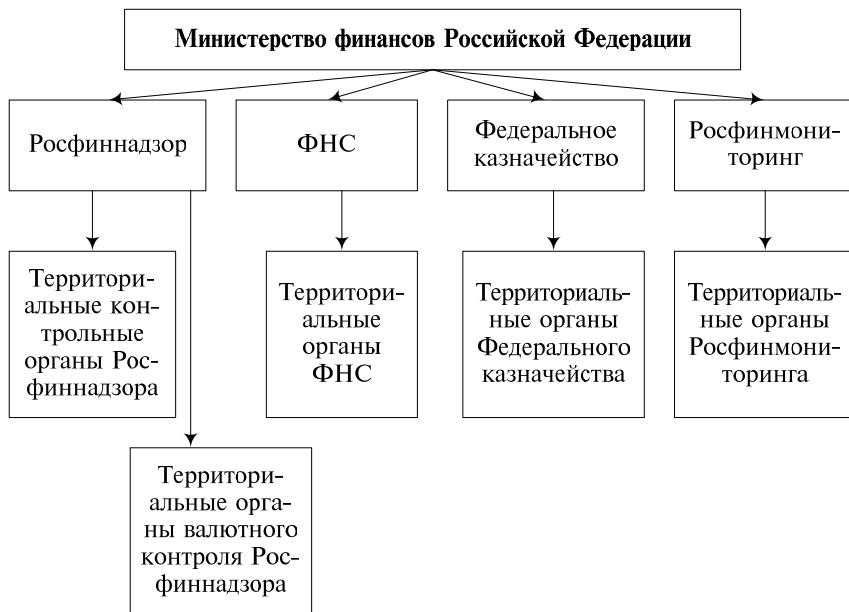 Министерство финансов Российской Федерации
Росфиннадзор
ФНС
Федеральное
казначейство
Росфинмони-
торинг
Территори-
альные кон-
трольные
органы Рос-
финнадзора
Территори-
альные
органы
ФНС
Территориаль-
ные органы
Федерального
казначейства
Территориаль-
ные органы
Росфинмони-
торинга
Территори-
альные орга-
ны валютного
контроля Рос-
финнадзора